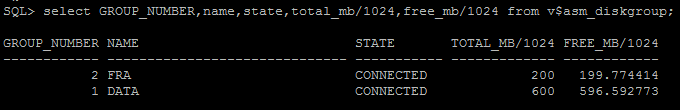 SQL> select GROUP_NUMBER,name,state,total_mb/1024,free_mb/1024 from v$asm_diskgroup;
GROUP_NUMBER NAME                           STATE       TOTAL_MB/1024 FREE_MB/1024
------------ ------------------------------ ----------- ------------- ------------
           2 FRA                            CONNECTED             200   199.774414
           1 DATA                           CONNECTED             600   596.592773